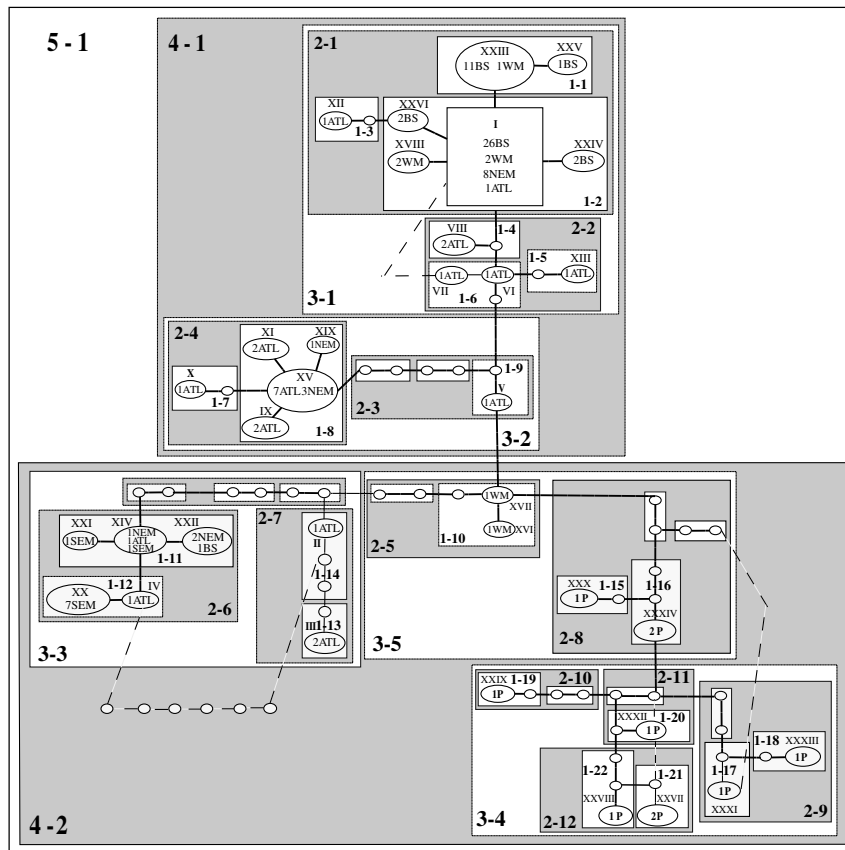 5 - 1
4 - 1
2-1
XXIII
11BS 1WM
XXV
1BS
1-1
XII
1ATL
1-3
XXVI
2BS
XVIII
2WM
I
26BS
2WM
8NEM
1ATL
XXIV
2BS
1-2
VIII
2ATL
1-4
2-2
1ATL
VII
1-6
1ATL
VI
1-5
XIII
1ATL
3-1
2-4
X
1ATL
1-7
XI
2ATL
XIX
1NEM
XV
7ATL3NEM
IX
2ATL
1-8
2-3
1-9
V
1ATL
3-2
XXI
1SEM
XIV
1NEM
1ATL
1SEM
XXII
2NEM
1BS
1-11
1-12
XX
7SEM
IV
1ATL
2-6
3-3
2-7
1ATL
II
1-14
III
1-13
2ATL
2-5
1WM
XVII
1-10
1WM
XVI
3-5
XXX
1 P
1-15
1-16
XXXIV
2 P
2-8
XXIX
1P
1-19
2-10
2-11
XXXII
1-20
1 P
1-22
XXVIII
1 P
1-21
XXVII
2P
2-12
1-17
1P
XXXI
1-18
XXXIII
1P
2-9
3-4
4 - 2